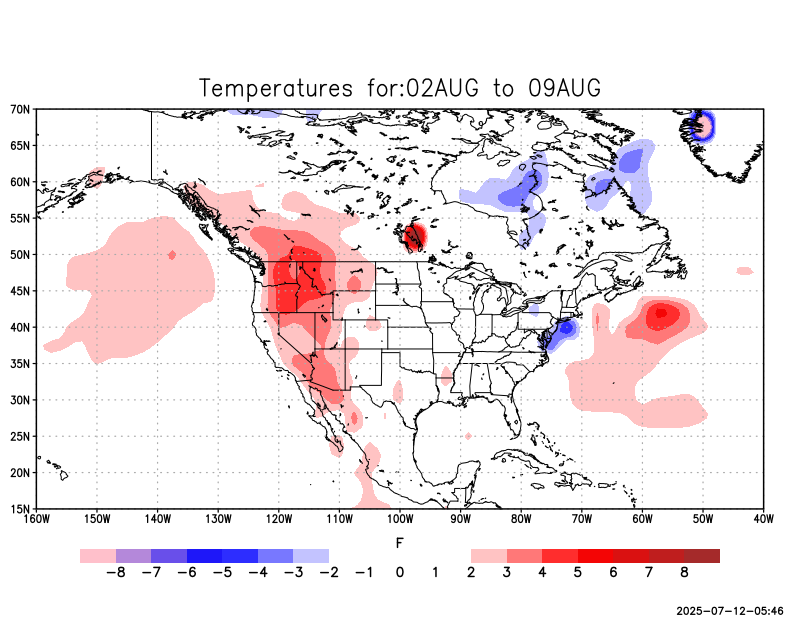 Temperatures for:02AUG to 09AUG
70N
65N
60N
55N
50N
45N
40N
35N
30N
25N
20N
15N
160W 150W 140W 130W 120W 110W 100W 90W 80W 70W 60W 50W 40W
F
−8 −7 −6 −5 −4 −3 −2 −1 0 1 2 3 4 5 6 7 8
2025-07-12-05:46